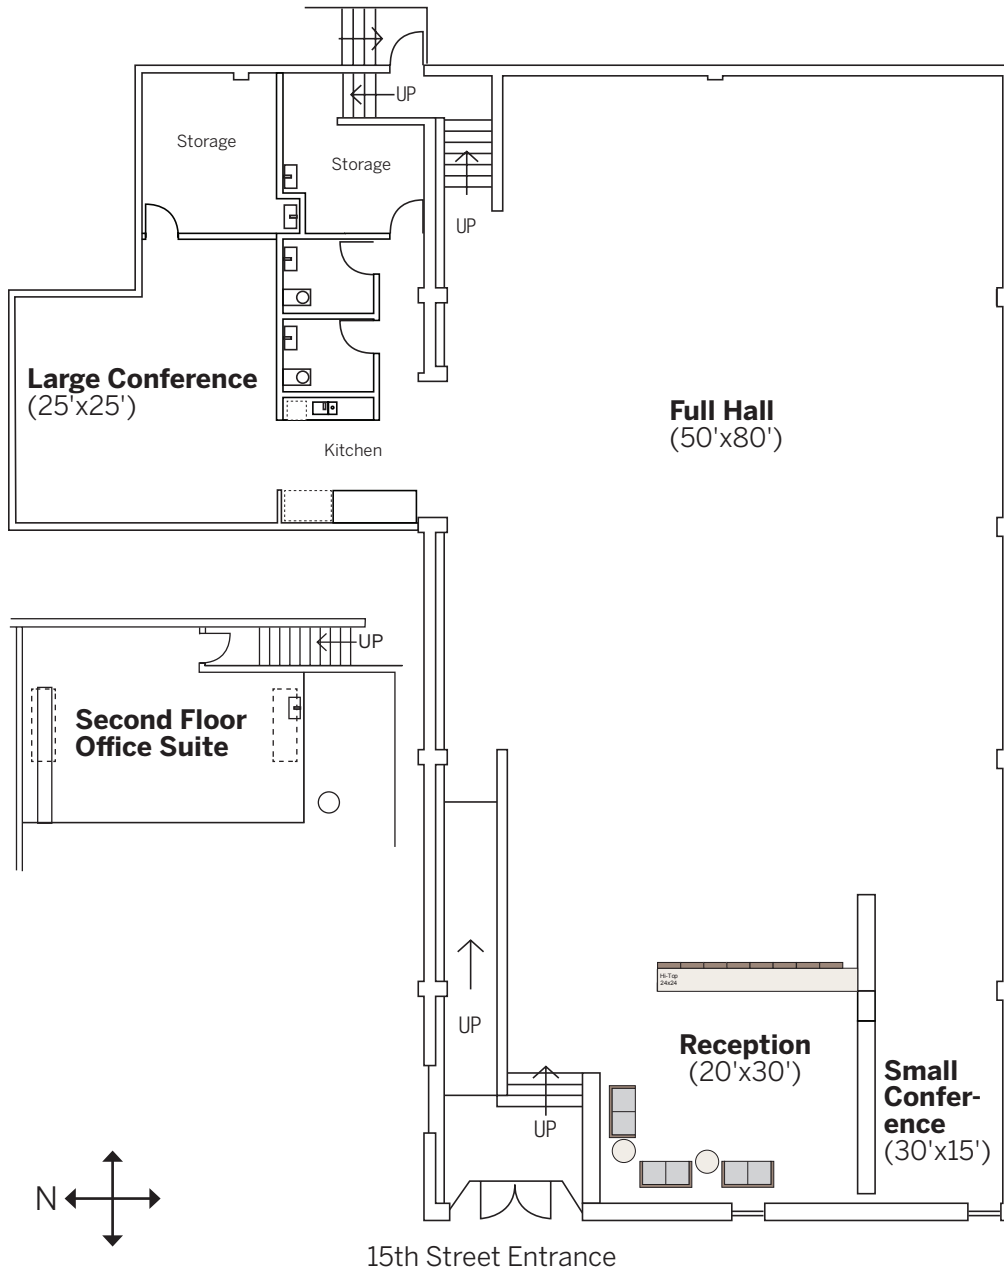 UP
Storage
Storage
UP
Large Conference
(25'x25')
Full Hall
(50'x80')
Kitchen
UP
Second Floor
Office Suite
Hi-Top
24x24
UP
Reception
(20'x30')
Small
Confer-
ence
(30'x15')
UP
N
15th Street Entrance